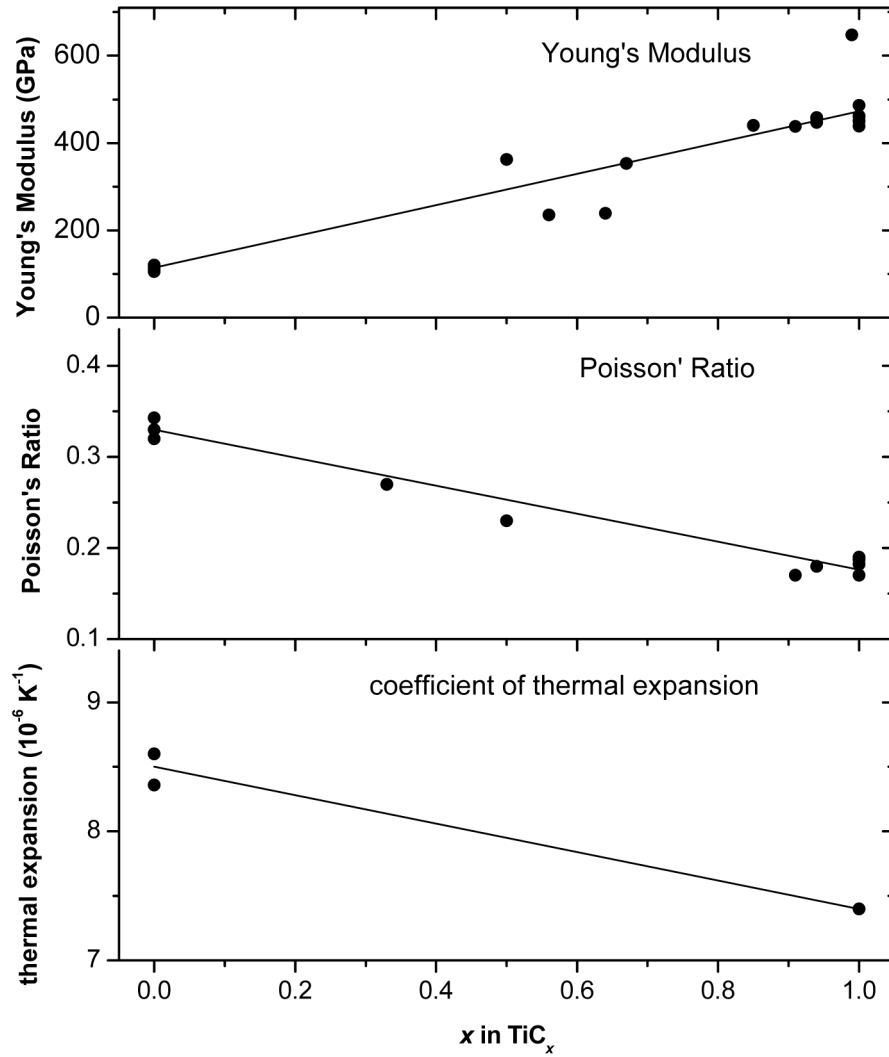 Young's Modulus (GPa)
600
400
200
0
Young's Modulus
Poisson's Ratio
0.4
0.3
0.2
0.1
Poisson' Ratio
thermal expansion (10⁻⁶ K⁻¹)
9
8
7
coefficient of thermal expansion
0.0 0.2 0.4 0.6 0.8 1.0
x in TiCₓ